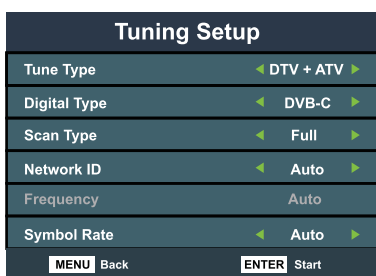 Tuning Setup
Tune Type DTV + ATV
Digital Type DVB-C
Scan Type Full
Network ID Auto
Frequency Auto
Symbol Rate Auto
MENU Back ENTER Start